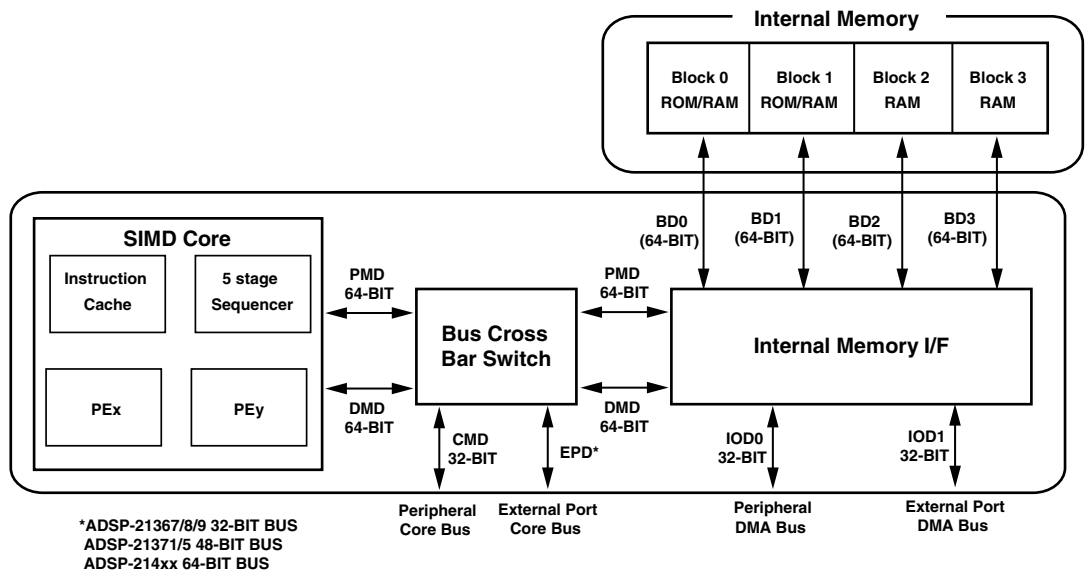 Internal Memory
Block 0
ROM/RAM
Block 1
ROM/RAM
Block 2
RAM
Block 3
RAM
BD0
(64-BIT)
BD1
(64-BIT)
BD2
(64-BIT)
BD3
(64-BIT)
SIMD Core
Instruction
Cache
5 stage
Sequencer
PEx
PEy
PMD
64-BIT
DMD
64-BIT
Bus Cross
Bar Switch
PMD
64-BIT
DMD
64-BIT
Internal Memory I/F
CMD
32-BIT
EPD*
IOD0
32-BIT
IOD1
32-BIT
Peripheral
Core Bus
External Port
Core Bus
Peripheral
DMA Bus
External Port
DMA Bus
*ADSP-21367/8/9 32-BIT BUS
ADSP-21371/5 48-BIT BUS
ADSP-214xx 64-BIT BUS